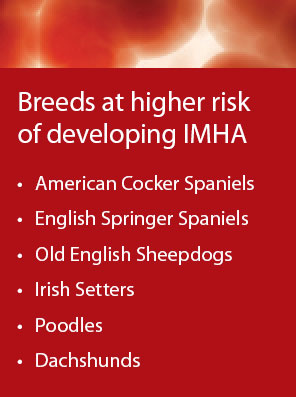 Breeds at higher risk
of developing IMHA
• American Cocker Spaniels
• English Springer Spaniels
• Old English Sheepdogs
• Irish Setters
• Poodles
• Dachshunds